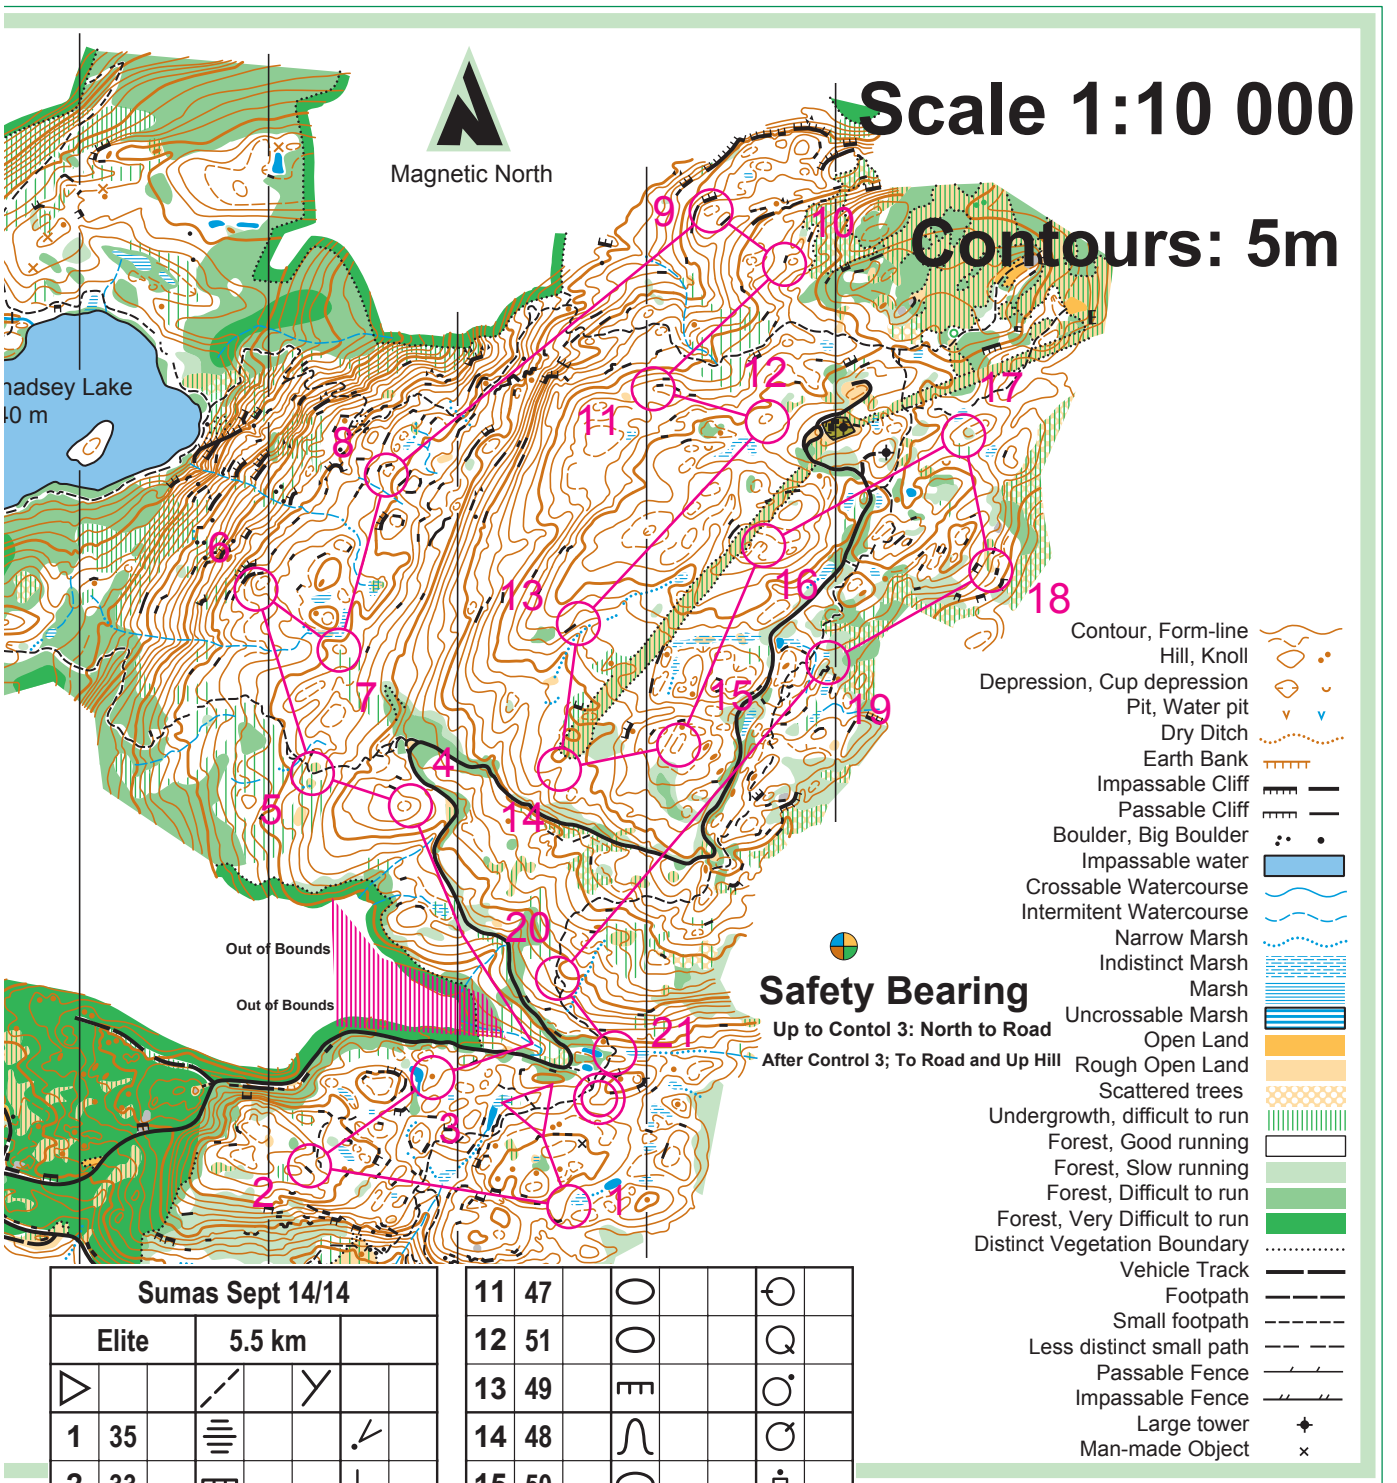 Scale 1:10 000
Magnetic North
Contours: 5m
9
10
12
17
11
8
6
13
16
18
7
15
19
4
5
14
20
21
3
2
1
hadsey Lake
40 m
Out of Bounds
Out of Bounds
Safety Bearing
Up to Contol 3: North to Road
After Control 3; To Road and Up Hill
Contour, Form-line
Hill, Knoll
Depression, Cup depression
Pit, Water pit
Dry Ditch
Earth Bank
Impassable Cliff
Passable Cliff
Boulder, Big Boulder
Impassable water
Crossable Watercourse
Intermitent Watercourse
Narrow Marsh
Indistinct Marsh
Marsh
Uncrossable Marsh
Open Land
Rough Open Land
Scattered trees
Undergrowth, difficult to run
Forest, Good running
Forest, Slow running
Forest, Difficult to run
Forest, Very Difficult to run
Distinct Vegetation Boundary
Vehicle Track
Footpath
Small footpath
Less distinct small path
Passable Fence
Impassable Fence
Large tower
Man-made Object
Sumas Sept 14/14
Elite 5.5 km
1 35
2 33
11 47
12 51
13 49
14 48
15 50